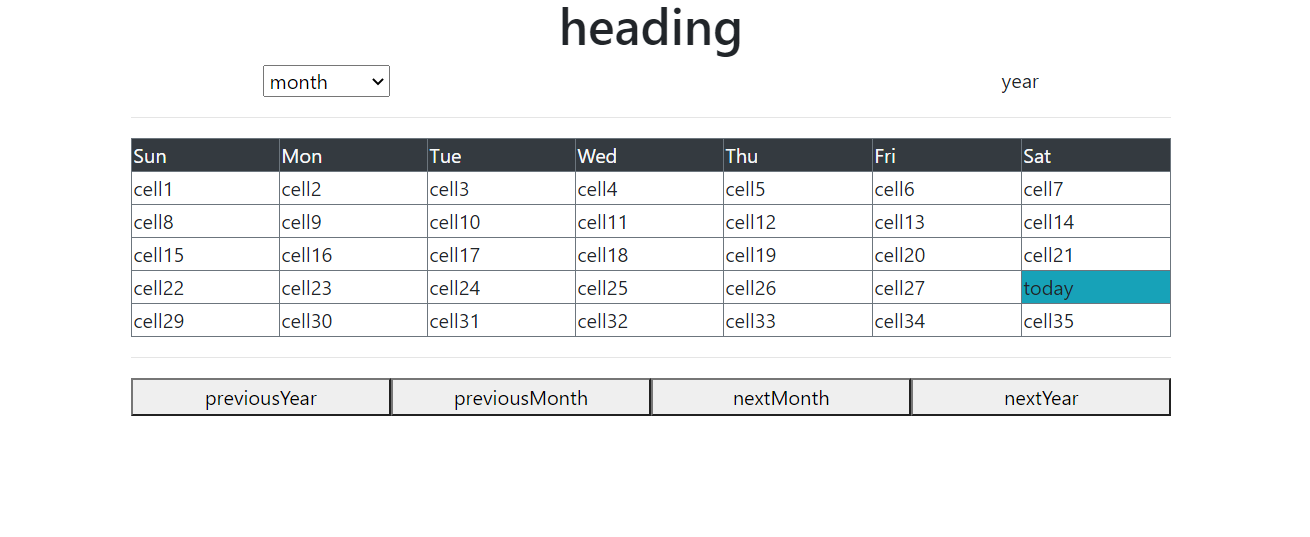 heading
month year
Sun Mon Tue Wed Thu Fri Sat
cell1 cell2 cell3 cell4 cell5 cell6 cell7
cell8 cell9 cell10 cell11 cell12 cell13 cell14
cell15 cell16 cell17 cell18 cell19 cell20 cell21
cell22 cell23 cell24 cell25 cell26 cell27 today
cell29 cell30 cell31 cell32 cell33 cell34 cell35
previousYear previousMonth nextMonth nextYear